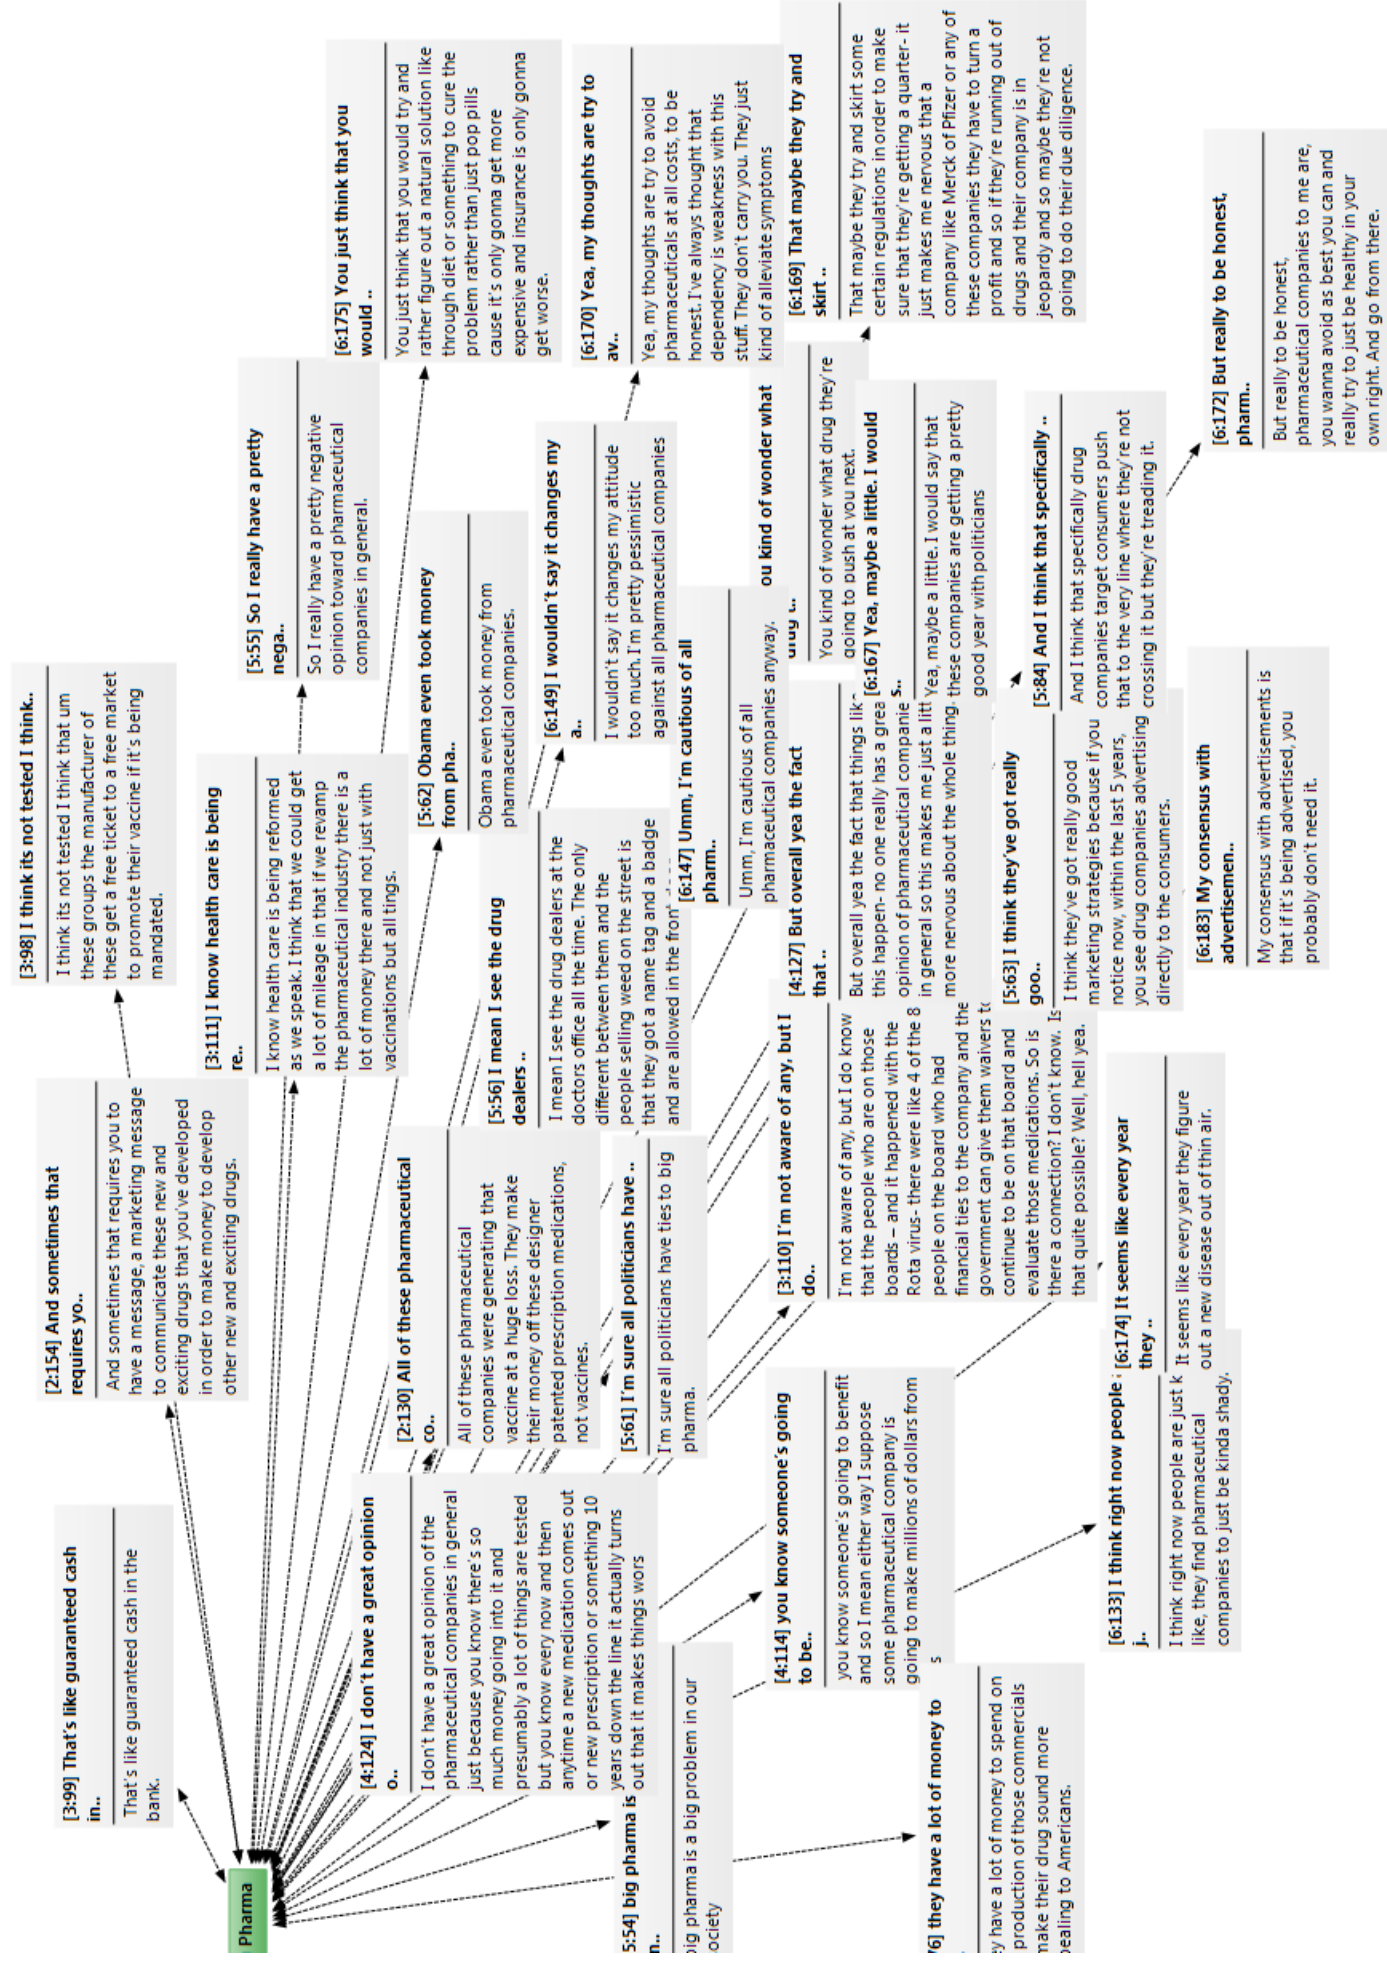 Pharma
[3:99] That's like guaranteed cash
in..
That's like guaranteed cash in the
bank.
[2:154] And sometimes that
requires yo..
And sometimes that requires you to
have a message, a marketing message
to communicate these new and
exciting drugs that you've developed
in order to make money to develop
other new and exciting drugs.
[3:98] I think its not tested I think..
I think its not tested I think that um
these groups the manufacturer of
these get a free ticket to a free market
to promote their vaccine if it's being
mandated.
[3:111] I know health care is being
re..
I know health care is being reformed
as we speak. I think that we could get
a lot of mileage in that if we revamp
the pharmaceutical industry there is a
lot of money there and not just with
vaccinations but all tings.
[5:55] So I really have a pretty
nega..
So I really have a pretty negative
opinion toward pharmaceutical
companies in general.
[6:175] You just think that you
would ..
You just think that you would try and
rather figure out a natural solution like
through diet or something to cure the
problem rather than just pop pills
cause it's only gonna get more
expensive and insurance is only gonna
get worse.
[4:124] I don't have a great opinion
o..
I don't have a great opinion of the
pharmaceutical companies in general
just because you know there's so
much money going into it and
presumably a lot of things are tested
but you know every now and then
anytime a new medication comes out
or new prescription or something 10
years down the line it actually turns
out that it makes things wors
[2:130] All of these pharmaceutical
co..
All of these pharmaceutical
companies were generating that
vaccine at a huge loss. They make
their money off these designer
patented prescription medications,
not vaccines.
[5:62] Obama even took money
from pha..
Obama even took money from
pharmaceutical companies.
[5:56] I mean I see the drug
dealers ..
I mean I see the drug dealers at the
doctors office all the time. The only
different between them and the
people selling weed on the street is
that they got a name tag and a badge
and are allowed in the fron
[6:149] I wouldn't say it changes my
a..
I wouldn't say it changes my attitude
too much. I'm pretty pessimistic
against all pharmaceutical companies
[6:170] Yea, my thoughts are try to
av..
Yea, my thoughts are try to avoid
pharmaceuticals at all costs, to be
honest. I've always thought that
dependency is weakness with this
stuff. They don't carry you. They just
kind of alleviate symptoms
[5:61] I'm sure all politicians have ..
I'm sure all politicians have ties to big
pharma.
[6:147] Umm, I'm cautious of all
pharm..
Umm, I'm cautious of all
pharmaceutical companies anyway.
ou kind of wonder what
drug t..
You kind of wonder what drug they're
going to push at you next.
[6:169] That maybe they try and
skirt ..
That maybe they try and skirt some
certain regulations in order to make
sure that they're getting a quarter- it
just makes me nervous that a
company like Merck of Pfizer or any of
these companies they have to turn a
profit and so if they're running out of
drugs and their company is in
jeopardy and so maybe they're not
going to do their due diligence.
5:54] big pharma is
n..
big pharma is a big problem in our
ociety
[4:114] you know someone's going
to be..
you know someone's going to benefit
and so I mean either way I suppose
some pharmaceutical company is
going to make millions of dollars from
s
[3:110] I'm not aware of any, but I
do..
I'm not aware of any, but I do know
that the people who are on those
boards – and it happened with the
Rota virus- there were like 4 of the 8
people on the board who had
financial ties to the company and the
government can give them waivers to
continue to be on that board and
evaluate those medications. So is
there a connection? I don't know. Is
that quite possible? Well, hell yea.
[4:127] But overall yea the fact
that ..
But overall yea the fact that things lik
this happen- no one really has a grea
opinion of pharmaceutical companie
in general so this makes me just a litt
more nervous about the whole thing.
[6:167] Yea, maybe a little. I would
s..
Yea, maybe a little. I would say that
these companies are getting a pretty
good year with politicians
[5:63] I think they've got really
goo..
I think they've got really good
marketing strategies because if you
notice now, within the last 5 years,
you see drug companies advertising
directly to the consumers.
[5:84] And I think that specifically ..
And I think that specifically drug
companies target consumers push
that to the very line where they're not
crossing it but they're treading it.
[6:172] But really to be honest,
pharm..
But really to be honest,
pharmaceutical companies to me are,
you wanna avoid as best you can and
really try to just be healthy in your
own right. And go from there.
76] they have a lot of money to
y have a lot of money to spend on
production of those commercials
make their drug sound more
pealing to Americans.
[6:133] I think right now people
j..
I think right now people are just k
like, they find pharmaceutical
companies to just be kinda shady.
[6:174] It seems like every year
they ..
It seems like every year they figure
out a new disease out of thin air.
[6:183] My consensus with
advertisemen..
My consensus with advertisements is
that if it's being advertised, you
probably don't need it.